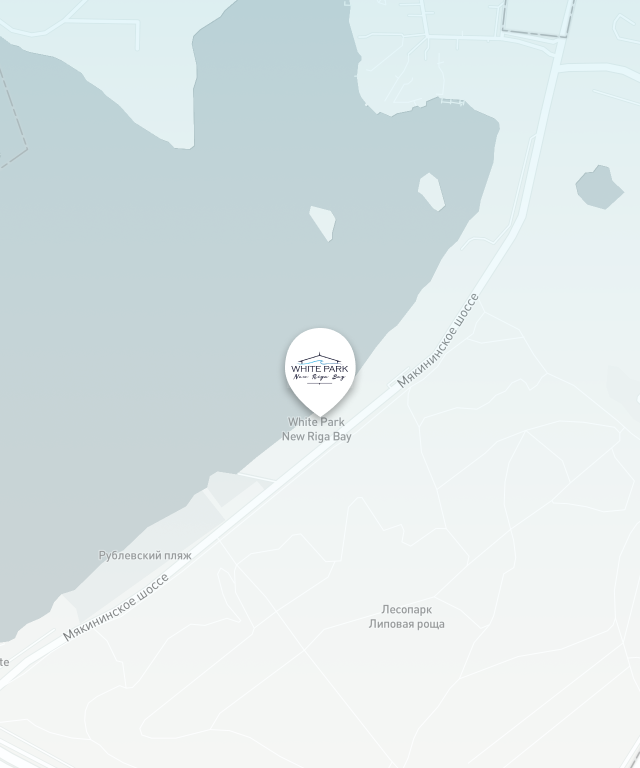 Мякининское шоссе
WHITE PARK
New Riga Bay
White Park
New Riga Bay
Рублевский пляж
Мякининское шоссе
Лесопарк
Липовая роща
te